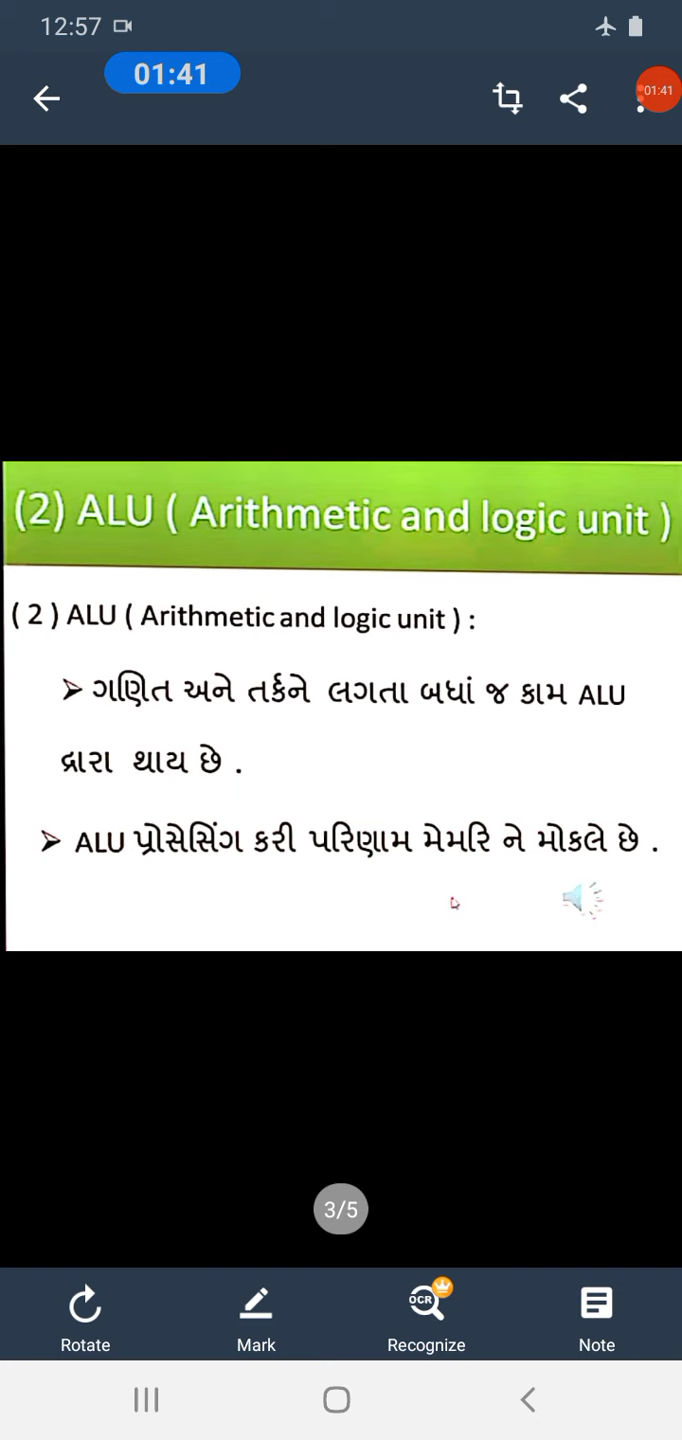 12:57
01:41
01:41
(2) ALU ( Arithmetic and logic unit )
( 2 ) ALU ( Arithmetic and logic unit ) :
➢ ગણિત અને તર્કને લગતા બધાં જ કામ ALU
દ્રારા થાય છે .
➢ ALU પ્રોસેસિંગ કરી પરિણામ મેમરિ ને મોકલે છે .
3/5
OCR
Rotate Mark Recognize Note